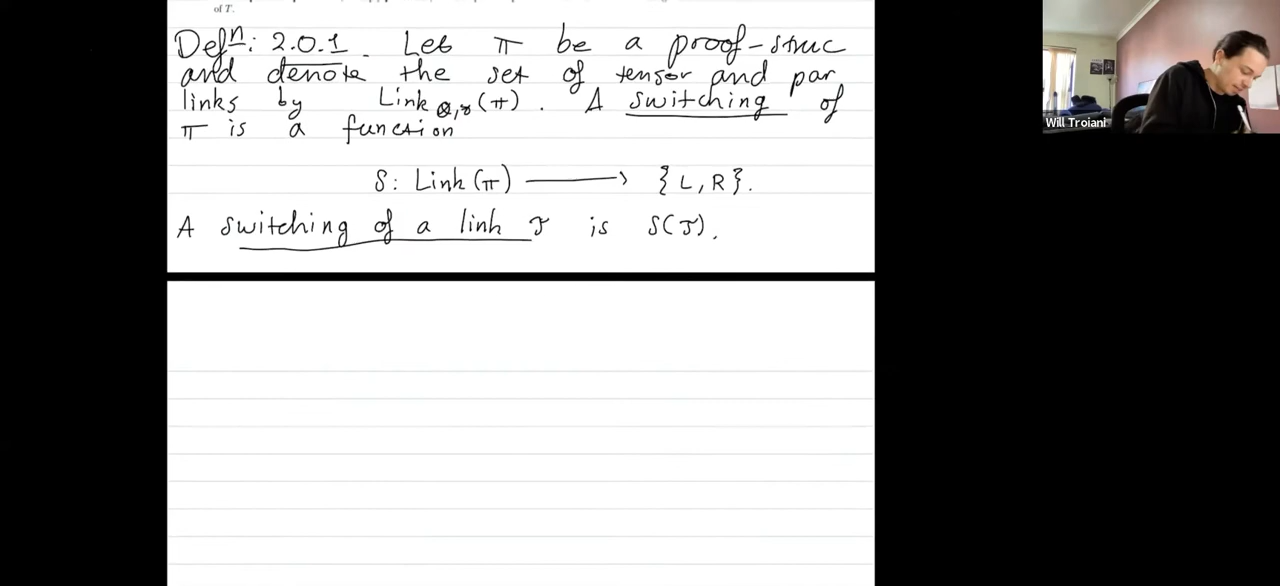 of T.
Defⁿ: 2.0.1. Let π be a proof-struc
and denote the set of tensor and par
links by Link⊗,⅋(π). A switching of
π is a function
S: Link(π) ⟶ {L, R}.
A switching of a link τ is S(τ).
Will Troiani